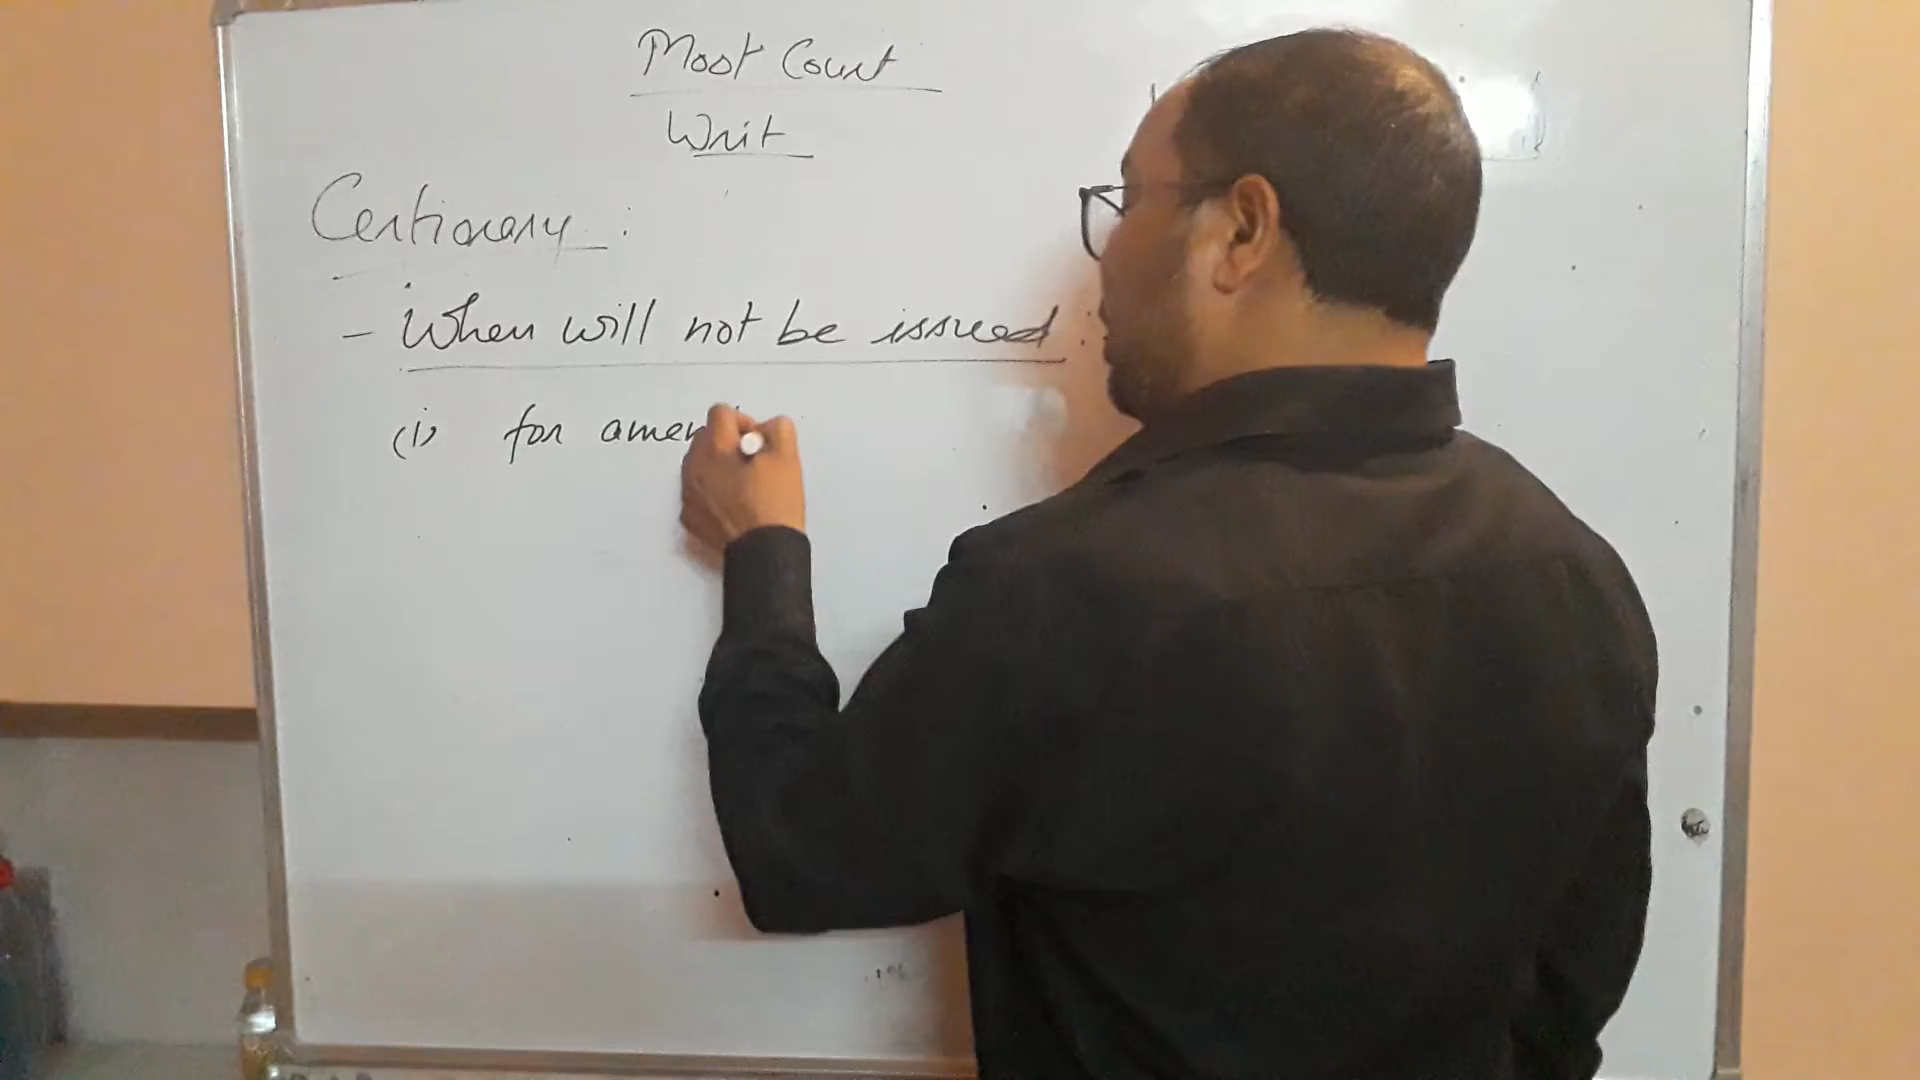 Moot Court
Writ
Certiorary :
- When will not be issued :
(i) for amen